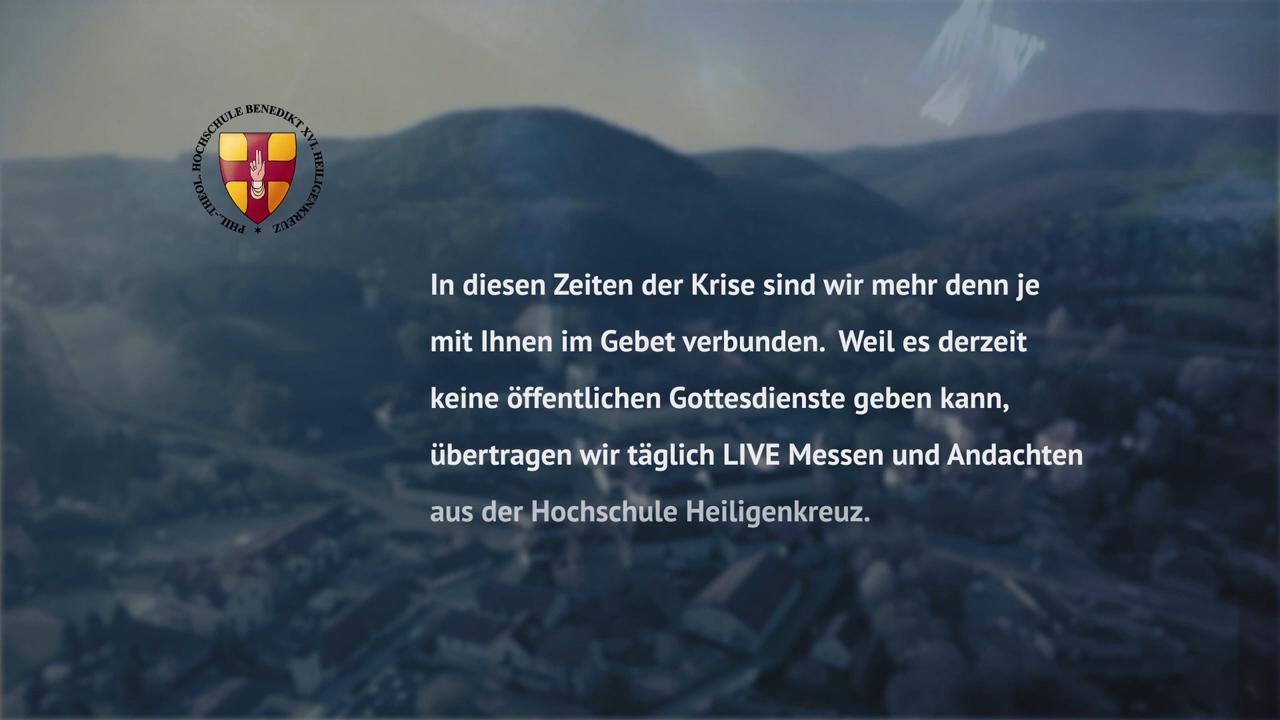 PHIL.-THEOL. HOCHSCHULE BENEDIKT XVI. HEILIGENKREUZ
In diesen Zeiten der Krise sind wir mehr denn je
mit Ihnen im Gebet verbunden.  Weil es derzeit
keine öffentlichen Gottesdienste geben kann,
übertragen wir täglich LIVE Messen und Andachten
aus der Hochschule Heiligenkreuz.